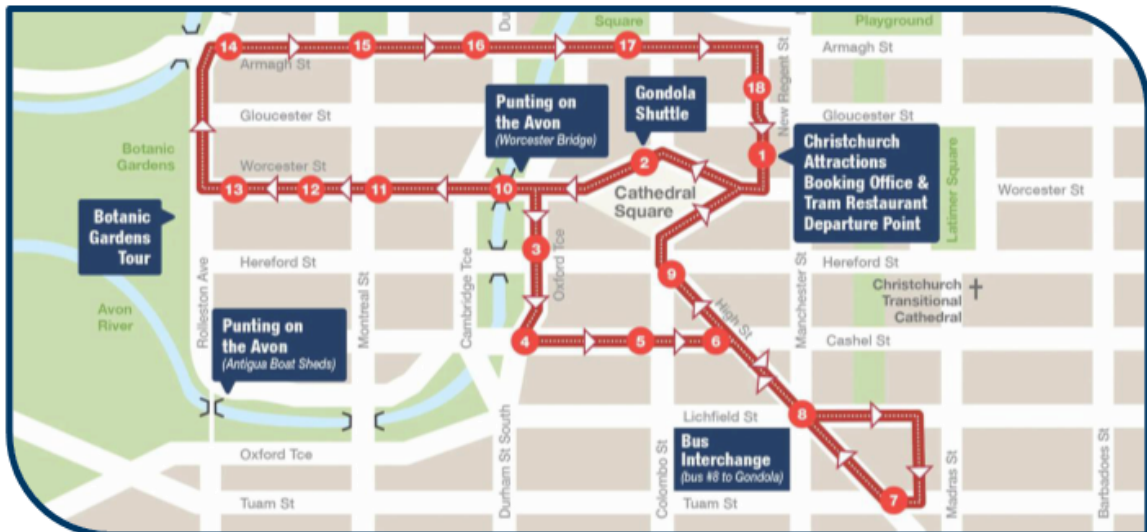 Square
Playground
14
15
16
17
Armagh St
Armagh St
New Regent St
18
Gloucester St
Gloucester St
Punting on
the Avon
(Worcester Bridge)
Gondola
Shuttle
Botanic
Gardens
Worcester St
2
1
Christchurch
Attractions
Booking Office &
Tram Restaurant
Departure Point
Latimer Square
Worcester St
13
12
11
10
Cathedral
Square
Botanic
Gardens
Tour
3
Oxford Tce
Cambridge Tce
Hereford St
Hereford St
Rolleston Ave
Montreal St
Manchester St
9
Christchurch
Transitional
Cathedral
Avon
River
Punting on
the Avon
(Antigua Boat Sheds)
High St
4
5
6
Cashel St
8
Lichfield St
Durham St South
Colombo St
Bus
Interchange
(bus #8 to Gondola)
Oxford Tce
Madras St
Barbadoes St
7
Tuam St
Tuam St